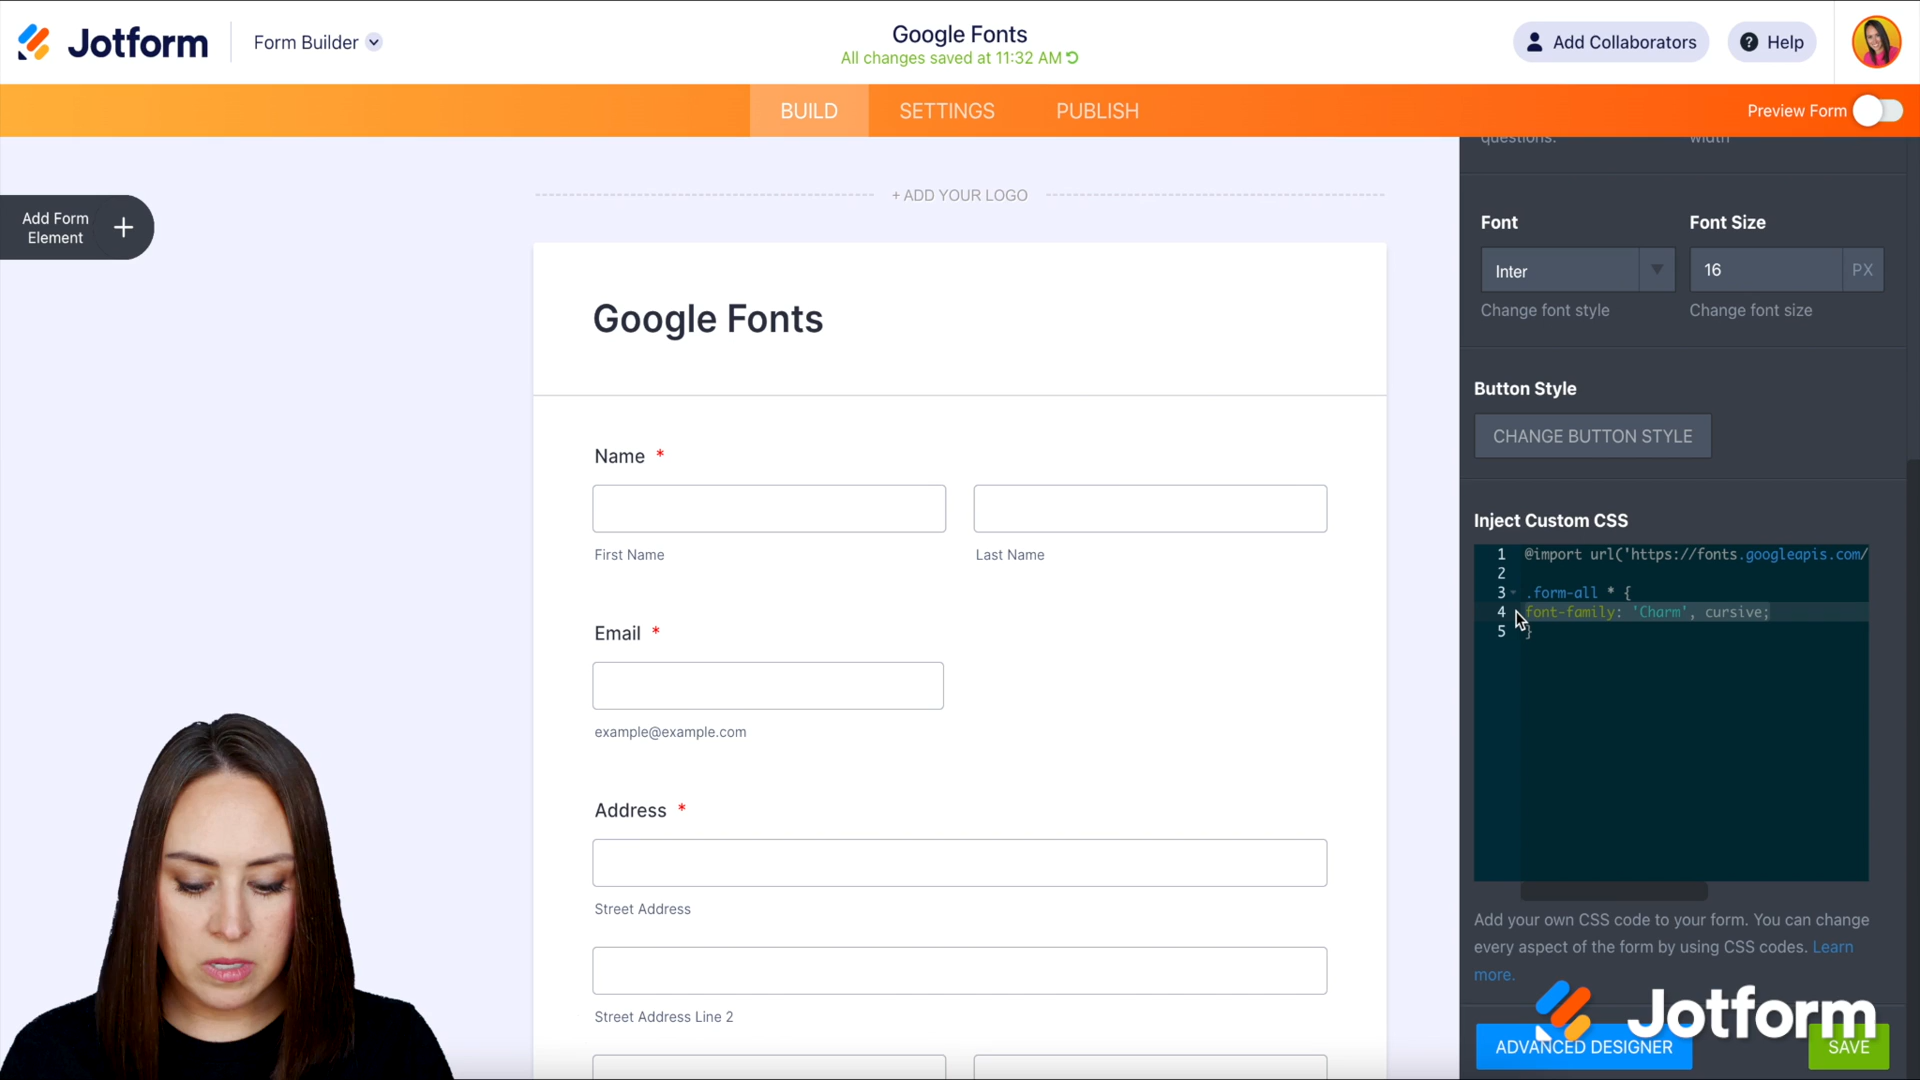 Jotform
Form Builder
Google Fonts
All changes saved at 11:32 AM
Add Collaborators
Help
BUILD
SETTINGS
PUBLISH
Preview Form
questions.
width
Add Form
Element
+ ADD YOUR LOGO
Font
Font Size
Inter
16
PX
Change font style
Change font size
Google Fonts
Button Style
CHANGE BUTTON STYLE
Name *
First Name
Last Name
Inject Custom CSS
1 @import url('https://fonts.googleapis.com/
2
3 .form-all * {
4 font-family: 'Charm', cursive;
5 }
Email *
example@example.com
Address *
Street Address
Street Address Line 2
Add your own CSS code to your form. You can change
every aspect of the form by using CSS codes. Learn
more.
Jotform
ADVANCED DESIGNER
SAVE